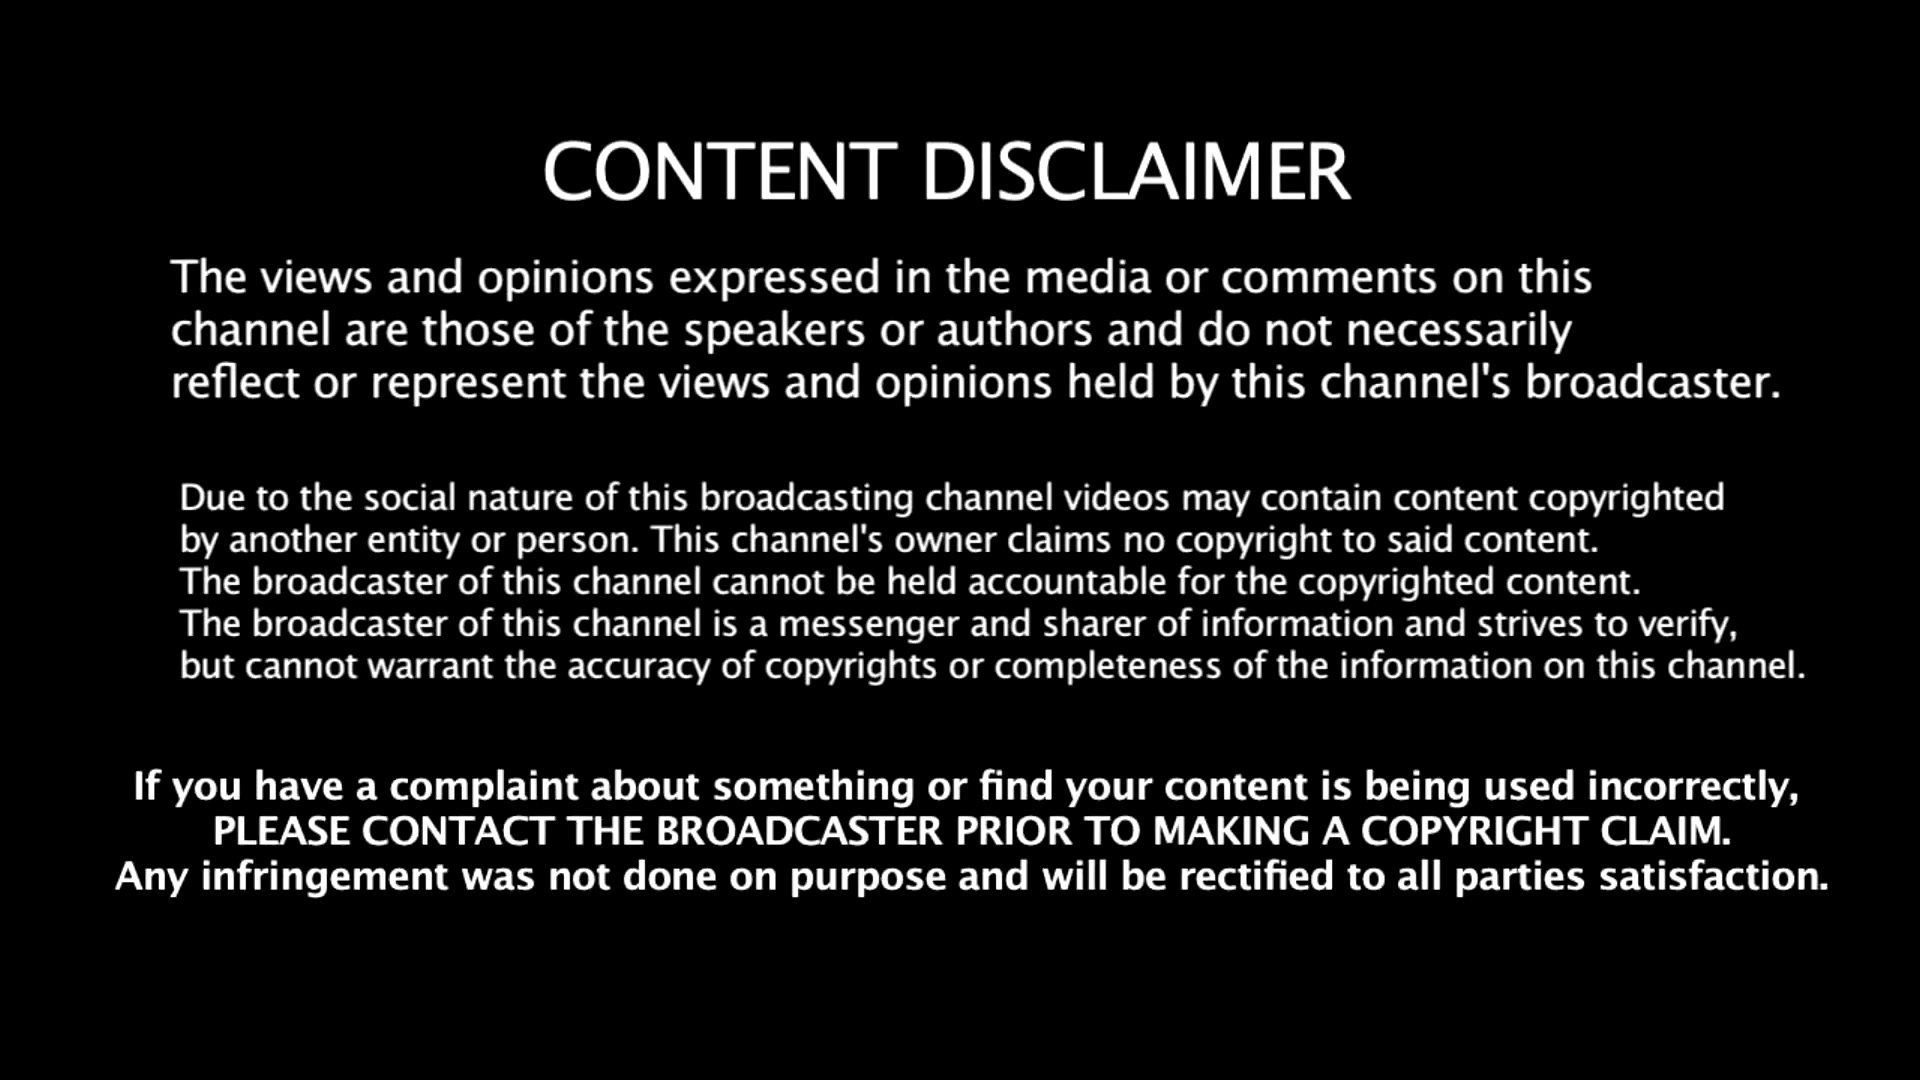 CONTENT DISCLAIMER
The views and opinions expressed in the media or comments on this
channel are those of the speakers or authors and do not necessarily
reflect or represent the views and opinions held by this channel's broadcaster.
Due to the social nature of this broadcasting channel videos may contain content copyrighted
by another entity or person. This channel's owner claims no copyright to said content.
The broadcaster of this channel cannot be held accountable for the copyrighted content.
The broadcaster of this channel is a messenger and sharer of information and strives to verify,
but cannot warrant the accuracy of copyrights or completeness of the information on this channel.
If you have a complaint about something or find your content is being used incorrectly,
PLEASE CONTACT THE BROADCASTER PRIOR TO MAKING A COPYRIGHT CLAIM.
Any infringement was not done on purpose and will be rectified to all parties satisfaction.